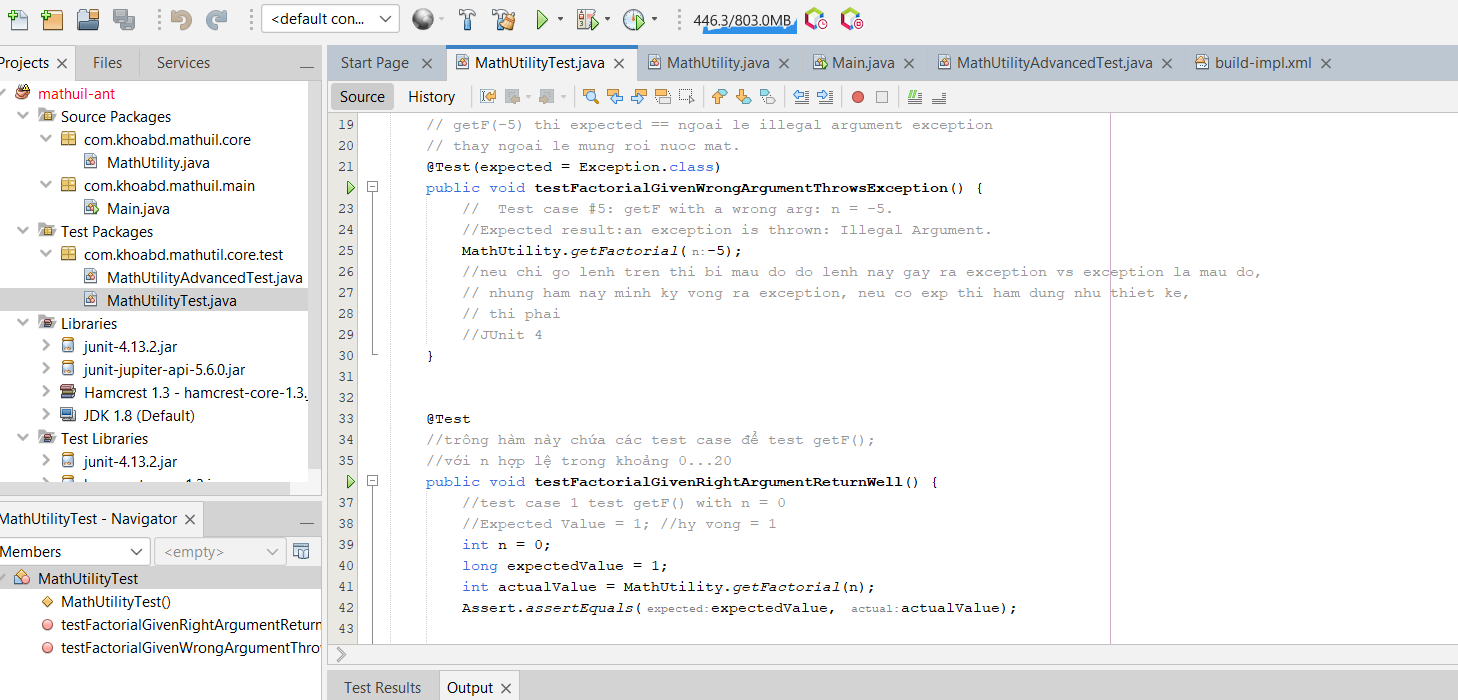 <default con...
446.3/803.0MB
Projects
Files
Services
mathuil-ant
Source Packages
com.khoabd.mathuil.core
MathUtility.java
com.khoabd.mathuil.main
Main.java
Test Packages
com.khoabd.mathutil.core.test
MathUtilityAdvancedTest.java
MathUtilityTest.java
Libraries
junit-4.13.2.jar
junit-jupiter-api-5.6.0.jar
Hamcrest 1.3 - hamcrest-core-1.3.
JDK 1.8 (Default)
Test Libraries
junit-4.13.2.jar
MathUtilityTest - Navigator
Members
<empty>
MathUtilityTest
MathUtilityTest()
testFactorialGivenRightArgumentReturn
testFactorialGivenWrongArgumentThro
Start Page
MathUtilityTest.java
MathUtility.java
Main.java
MathUtilityAdvancedTest.java
build-impl.xml
Source
History
19 // getF(-5) thi expected == ngoai le illegal argument exception
20 // thay ngoai le mung roi nuoc mat.
21 @Test(expected = Exception.class)
public void testFactorialGivenWrongArgumentThrowsException() {
23 // Test case #5: getF with a wrong arg: n = -5.
24 //Expected result:an exception is thrown: Illegal Argument.
25 MathUtility.getFactorial( n:-5);
26 //neu chi go lenh tren thi bi mau do do lenh nay gay ra exception vs exception la mau do,
27 // nhung ham nay minh ky vong ra exception, neu co exp thi ham dung nhu thiet ke,
28 // thi phai
29 //JUnit 4
30 }
31
32
33 @Test
34 //trông hàm này chứa các test case để test getF();
35 //với n hợp lệ trong khoảng 0...20
public void testFactorialGivenRightArgumentReturnWell() {
37 //test case 1 test getF() with n = 0
38 //Expected Value = 1; //hy vong = 1
39 int n = 0;
40 long expectedValue = 1;
41 int actualValue = MathUtility.getFactorial(n);
42 Assert.assertEquals( expected:expectedValue, actual:actualValue);
43
Test Results
Output